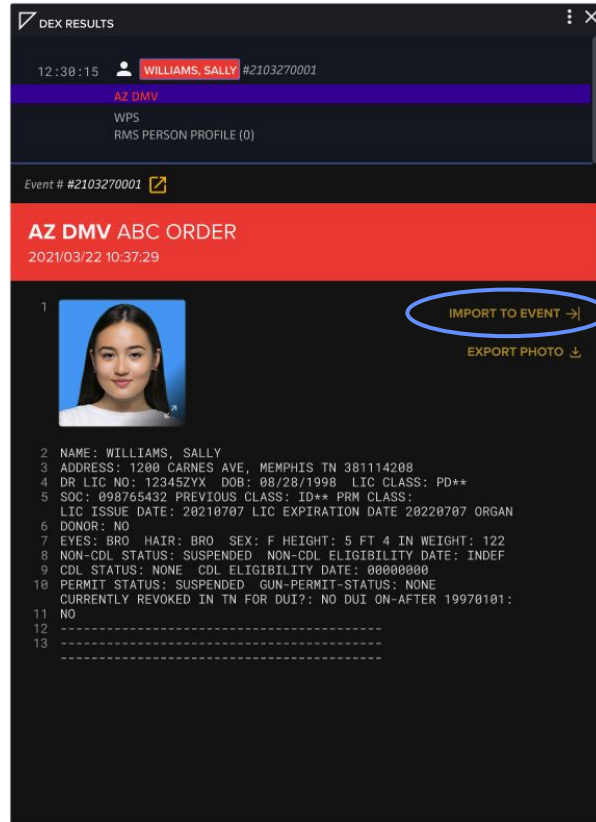 DEX RESULTS
12:30:15 WILLIAMS, SALLY #2103270001
AZ DMV
WPS
RMS PERSON PROFILE (0)
Event # #2103270001
AZ DMV ABC ORDER
2021/03/22 10:37:29
1
IMPORT TO EVENT
EXPORT PHOTO
2 NAME: WILLIAMS, SALLY
3 ADDRESS: 1200 CARNES AVE, MEMPHIS TN 381114208
4 DR LIC NO: 12345ZYX DOB: 08/28/1998 LIC CLASS: PD**
5 SOC: 098765432 PREVIOUS CLASS: ID** PRM CLASS:
LIC ISSUE DATE: 20210707 LIC EXPIRATION DATE 20220707 ORGAN
6 DONOR: NO
7 EYES: BRO HAIR: BRO SEX: F HEIGHT: 5 FT 4 IN WEIGHT: 122
8 NON-CDL STATUS: SUSPENDED NON-CDL ELIGIBILITY DATE: INDEF
9 CDL STATUS: NONE CDL ELIGIBILITY DATE: 00000000
10 PERMIT STATUS: SUSPENDED GUN-PERMIT-STATUS: NONE
CURRENTLY REVOKED IN TN FOR DUI?: NO DUI ON-AFTER 19970101:
11 NO
12 -----------------------------------------
13 -----------------------------------------
-----------------------------------------